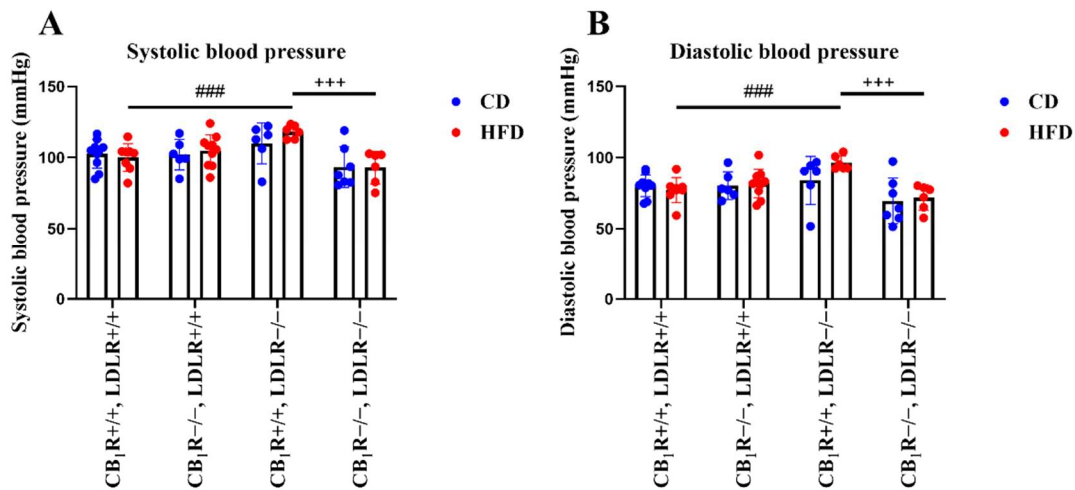 A
Systolic blood pressure
Systolic blood pressure (mmHg)
150
100
50
0
###
+++
CD
HFD
CB₁R+/+, LDLR+/+
CB₁R−/−, LDLR+/+
CB₁R+/+, LDLR−/−
CB₁R−/−, LDLR−/−
B
Diastolic blood pressure
Diastolic blood pressure (mmHg)
150
100
50
0
###
+++
CD
HFD
CB₁R+/+, LDLR+/+
CB₁R−/−, LDLR+/+
CB₁R+/+, LDLR−/−
CB₁R−/−, LDLR−/−